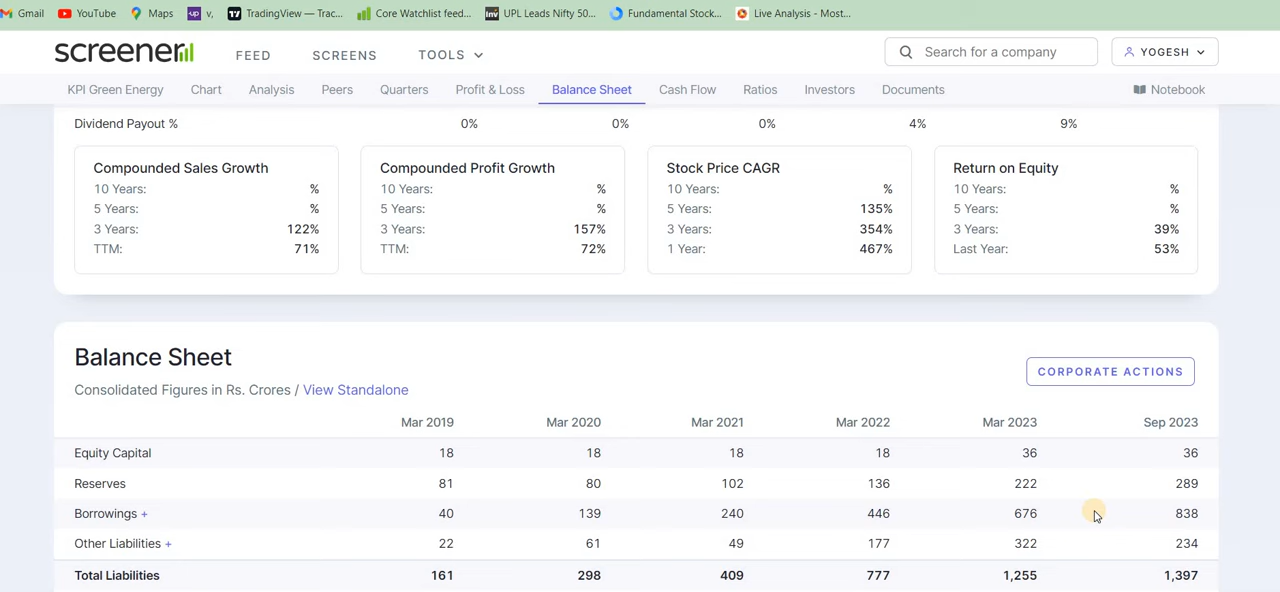 Gmail YouTube Maps up v, TradingView — Trac... Core Watchlist feed... inv UPL Leads Nifty 50... Fundamental Stock... Live Analysis - Most...
screener FEED SCREENS TOOLS Search for a company YOGESH
KPI Green Energy Chart Analysis Peers Quarters Profit & Loss Balance Sheet Cash Flow Ratios Investors Documents Notebook
Dividend Payout % 0% 0% 0% 4% 9%
Compounded Sales Growth
10 Years: %
5 Years: %
3 Years: 122%
TTM: 71%
Compounded Profit Growth
10 Years: %
5 Years: %
3 Years: 157%
TTM: 72%
Stock Price CAGR
10 Years: %
5 Years: 135%
3 Years: 354%
1 Year: 467%
Return on Equity
10 Years: %
5 Years: %
3 Years: 39%
Last Year: 53%
Balance Sheet
Consolidated Figures in Rs. Crores / View Standalone
CORPORATE ACTIONS
Mar 2019 Mar 2020 Mar 2021 Mar 2022 Mar 2023 Sep 2023
Equity Capital 18 18 18 18 36 36
Reserves 81 80 102 136 222 289
Borrowings + 40 139 240 446 676 838
Other Liabilities + 22 61 49 177 322 234
Total Liabilities 161 298 409 777 1,255 1,397